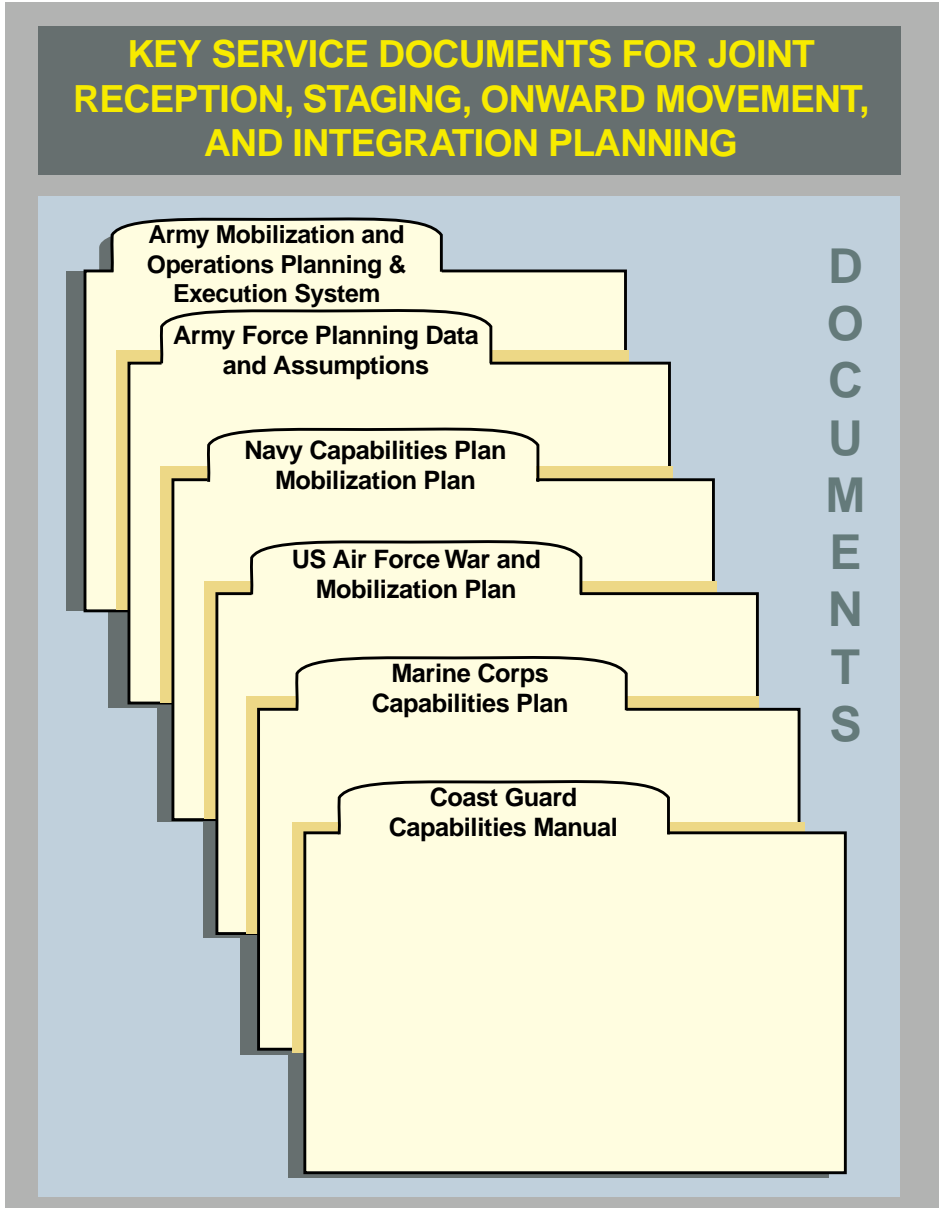 KEY SERVICE DOCUMENTS FOR JOINT
RECEPTION, STAGING, ONWARD MOVEMENT,
AND INTEGRATION PLANNING
Army Mobilization and
Operations Planning &
Execution System
Army Force Planning Data
and Assumptions
Navy Capabilities Plan
Mobilization Plan
US Air Force War and
Mobilization Plan
Marine Corps
Capabilities Plan
Coast Guard
Capabilities Manual
D
O
C
U
M
E
N
T
S